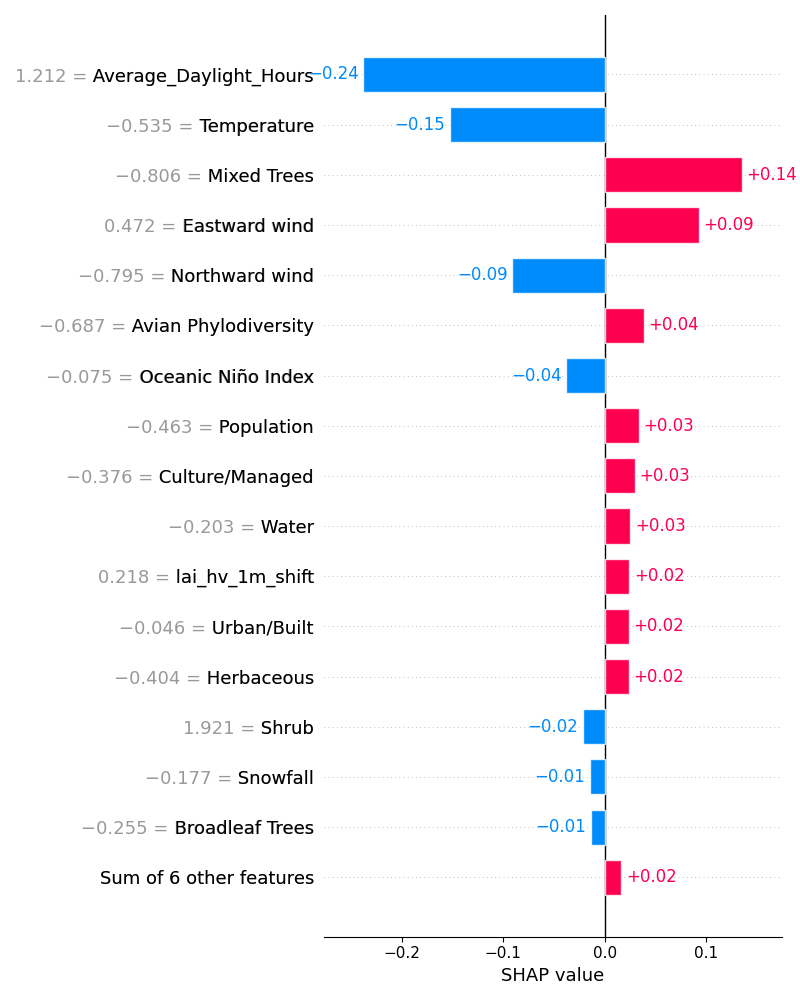 1.212 = Average_Daylight_Hours −0.24
−0.535 = Temperature −0.15
−0.806 = Mixed Trees +0.14
0.472 = Eastward wind +0.09
−0.795 = Northward wind −0.09
−0.687 = Avian Phylodiversity +0.04
−0.075 = Oceanic Niño Index −0.04
−0.463 = Population +0.03
−0.376 = Culture/Managed +0.03
−0.203 = Water +0.03
0.218 = lai_hv_1m_shift +0.02
−0.046 = Urban/Built +0.02
−0.404 = Herbaceous +0.02
1.921 = Shrub −0.02
−0.177 = Snowfall −0.01
−0.255 = Broadleaf Trees −0.01
Sum of 6 other features +0.02
−0.2 −0.1 0.0 0.1
SHAP value